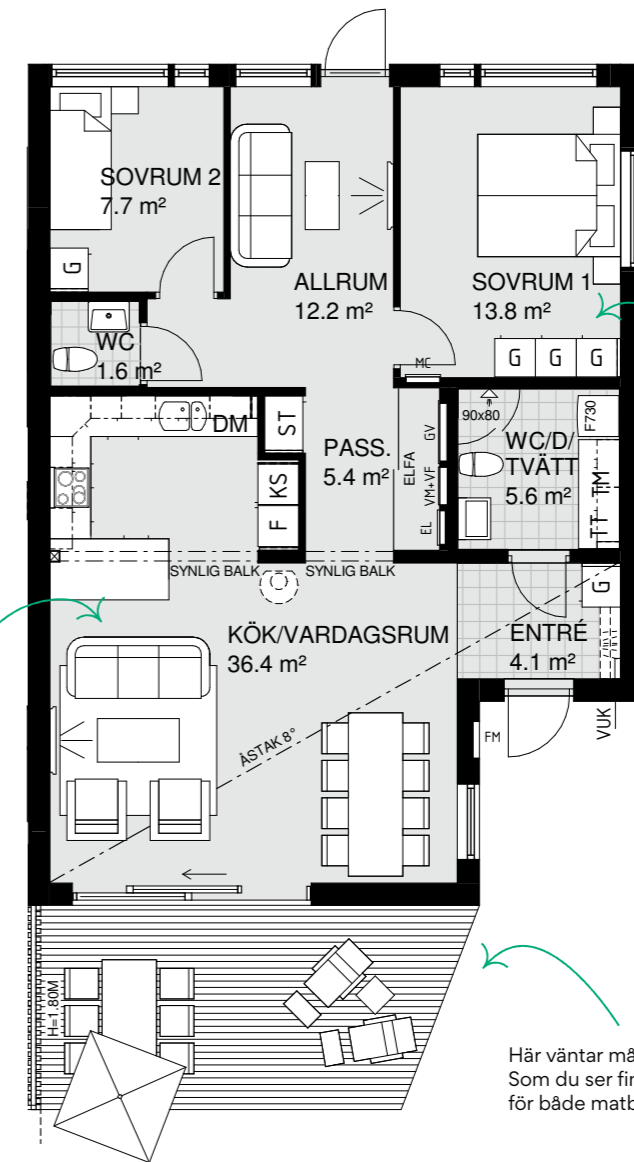 SOVRUM 2
7.7 m²
G
ALLRUM
12.2 m²
SOVRUM 1
13.8 m²
G G G
WC
1.6 m²
MC
DM
ST
PASS.
5.4 m²
ELFA
GV
VM+VF
EL
90x80
F730
WC/D/
TVÄTT
5.6 m²
TM
TT
KS
F
SYNLIG BALK
SYNLIG BALK
KÖK/VARDAGSRUM
36.4 m²
ENTRÉ
4.1 m²
G
VUK
FM
ÅSTAK 8°
H=1.80M
Här väntar
Som du ser
för både